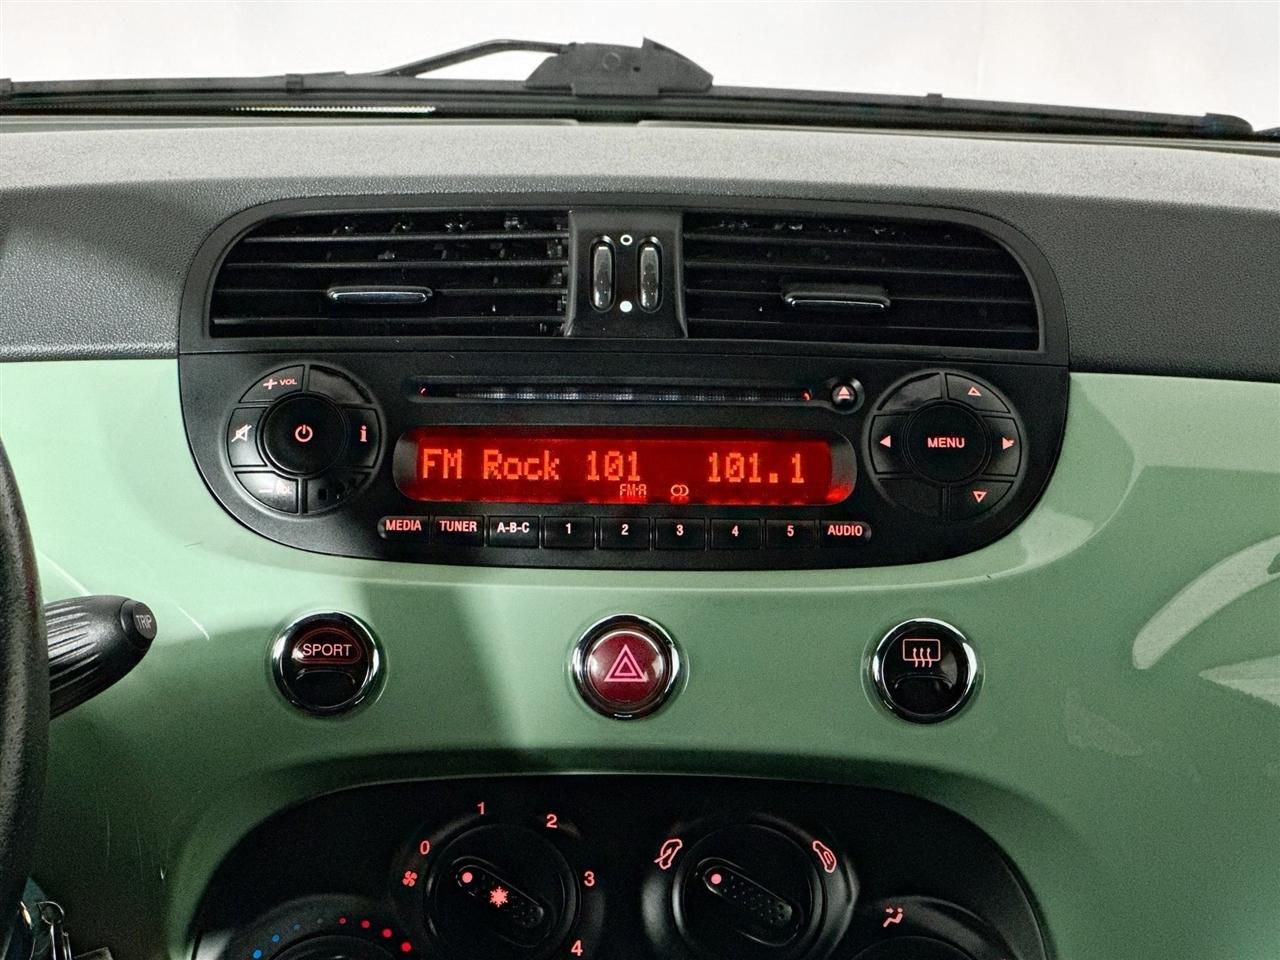 + VOL
i
MENU
FM Rock 101 101.1
FM-A
- VOL
MEDIA TUNER A-B-C 1 2 3 4 5 AUDIO
TRIP
SPORT
0 1 2 3 4